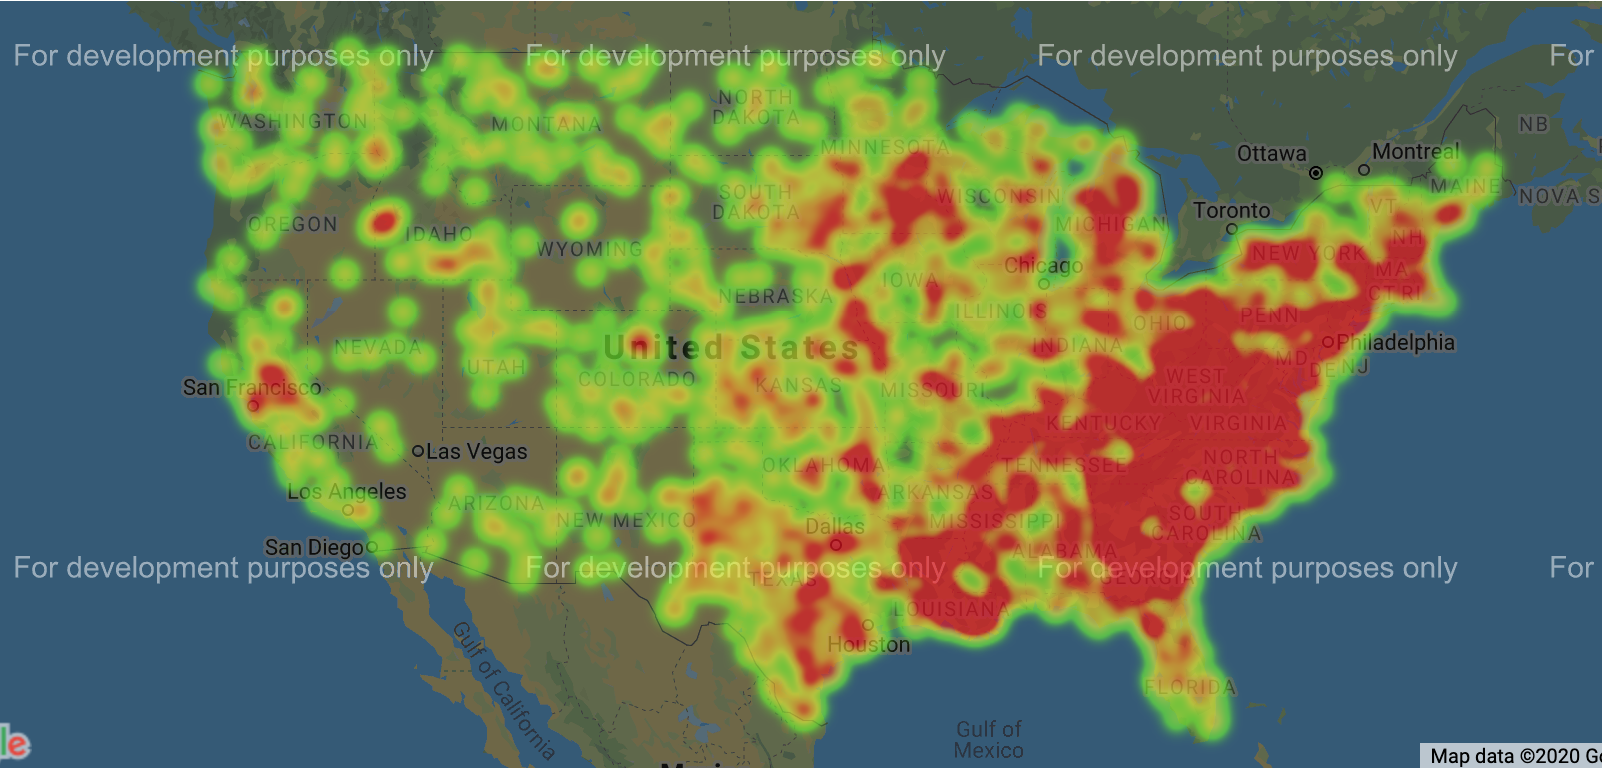 For development purposes only
For development purposes only
For development purposes only
For
NORTH
DAKOTA
WASHINGTON
MONTANA
NB
MINNESOTA
Ottawa
Montreal
SOUTH
DAKOTA
WISCONSIN
MAINE
NOVA S
VT
Toronto
OREGON
IDAHO
MICHIGAN
NH
WYOMING
NEW YORK
Chicago
MA
IOWA
NEBRASKA
CT RI
ILLINOIS
PENN
OHIO
United States
NEVADA
INDIANA
Philadelphia
UTAH
MD
DE NJ
COLORADO
KANSAS
MISSOURI
WEST
VIRGINIA
San Francisco
KENTUCKY
VIRGINIA
CALIFORNIA
Las Vegas
OKLAHOMA
TENNESSEE
NORTH
CAROLINA
Los Angeles
ARIZONA
ARKANSAS
NEW MEXICO
Dallas
MISSISSIPPI
SOUTH
CAROLINA
San Diego
ALABAMA
For development purposes only
For development purposes only
For development purposes only
For
TEXAS
GEORGIA
LOUISIANA
Houston
Gulf of California
FLORIDA
Gulf of
Mexico
le
Map data ©2020 Go